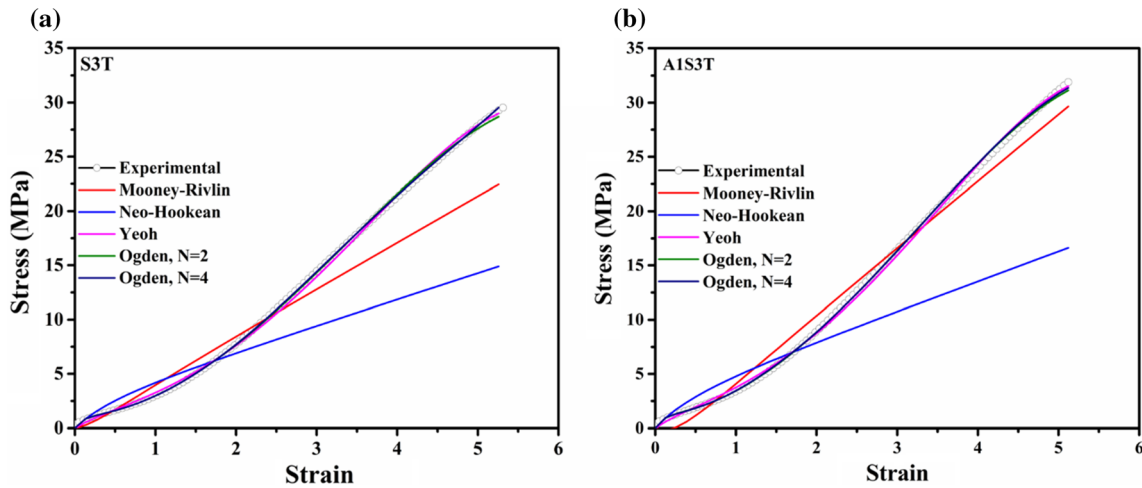 (a)
S3T
Experimental
Mooney-Rivlin
Neo-Hookean
Yeoh
Ogden, N=2
Ogden, N=4
Stress (MPa)
35
30
25
20
15
10
5
0
0 1 2 3 4 5 6
Strain
(b)
A1S3T
Experimental
Mooney-Rivlin
Neo-Hookean
Yeoh
Ogden, N=2
Ogden, N=4
Stress (MPa)
35
30
25
20
15
10
5
0
0 1 2 3 4 5 6
Strain